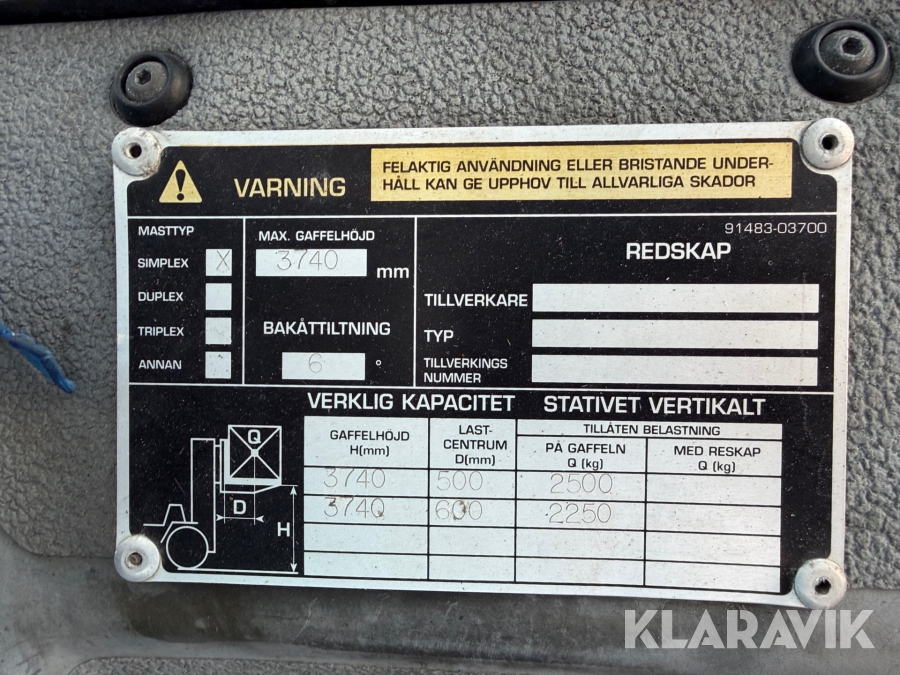 VARNING
FELAKTIG ANVÄNDNING ELLER BRISTANDE UNDER-
HÅLL KAN GE UPPHOV TILL ALLVARLIGA SKADOR
MASTTYP
SIMPLEX X
DUPLEX
TRIPLEX
ANNAN
MAX. GAFFELHÖJD
3740 mm
BAKÅTTILTNING
6 °
91483-03700
REDSKAP
TILLVERKARE
TYP
TILLVERKINGS
NUMMER
VERKLIG KAPACITET STATIVET VERTIKALT
GAFFELHÖJD
H(mm)
LAST-
CENTRUM
D(mm)
TILLÅTEN BELASTNING
PÅ GAFFELN
Q (kg)
MED RESKAP
Q (kg)
3740 500 2500
3740 600 2250
Q
D
H
KLARAVIK